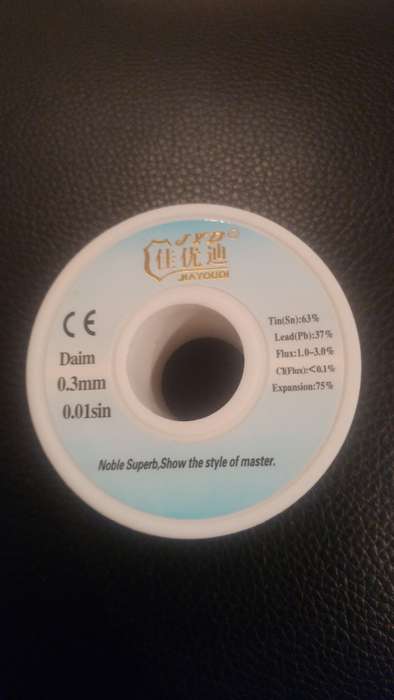 JYD
佳优迪
JIAYOUDI
CE
Daim
0.3mm
0.01sin
Tin(Sn):63%
Lead(Pb):37%
Flux:1.0-3.0%
Cl(Flux):<0.1%
Expansion:75%
Noble Superb,Show the style of master.